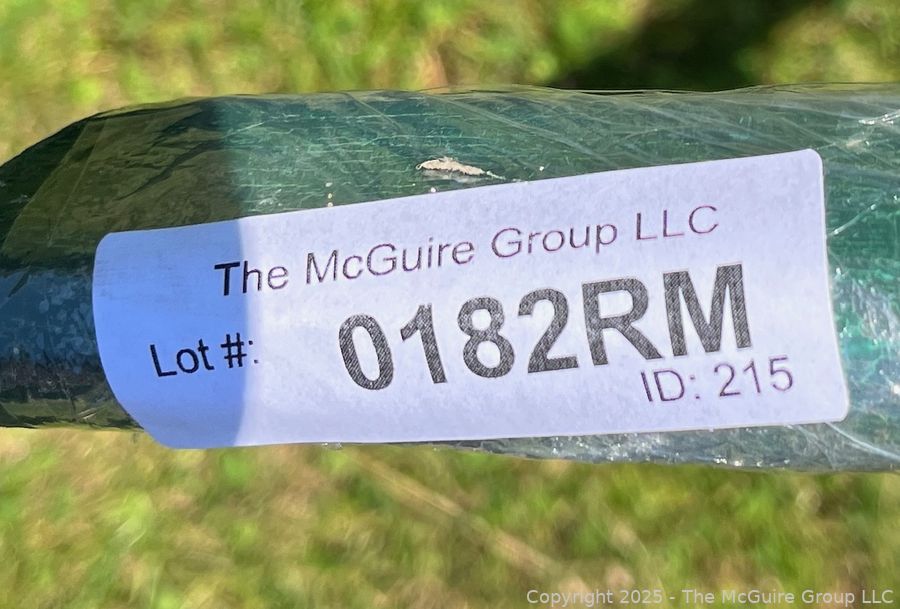 The McGuire Group LLC
Lot #: 0182RM
ID: 215
Copyright 2025 - The McGuire Group LLC